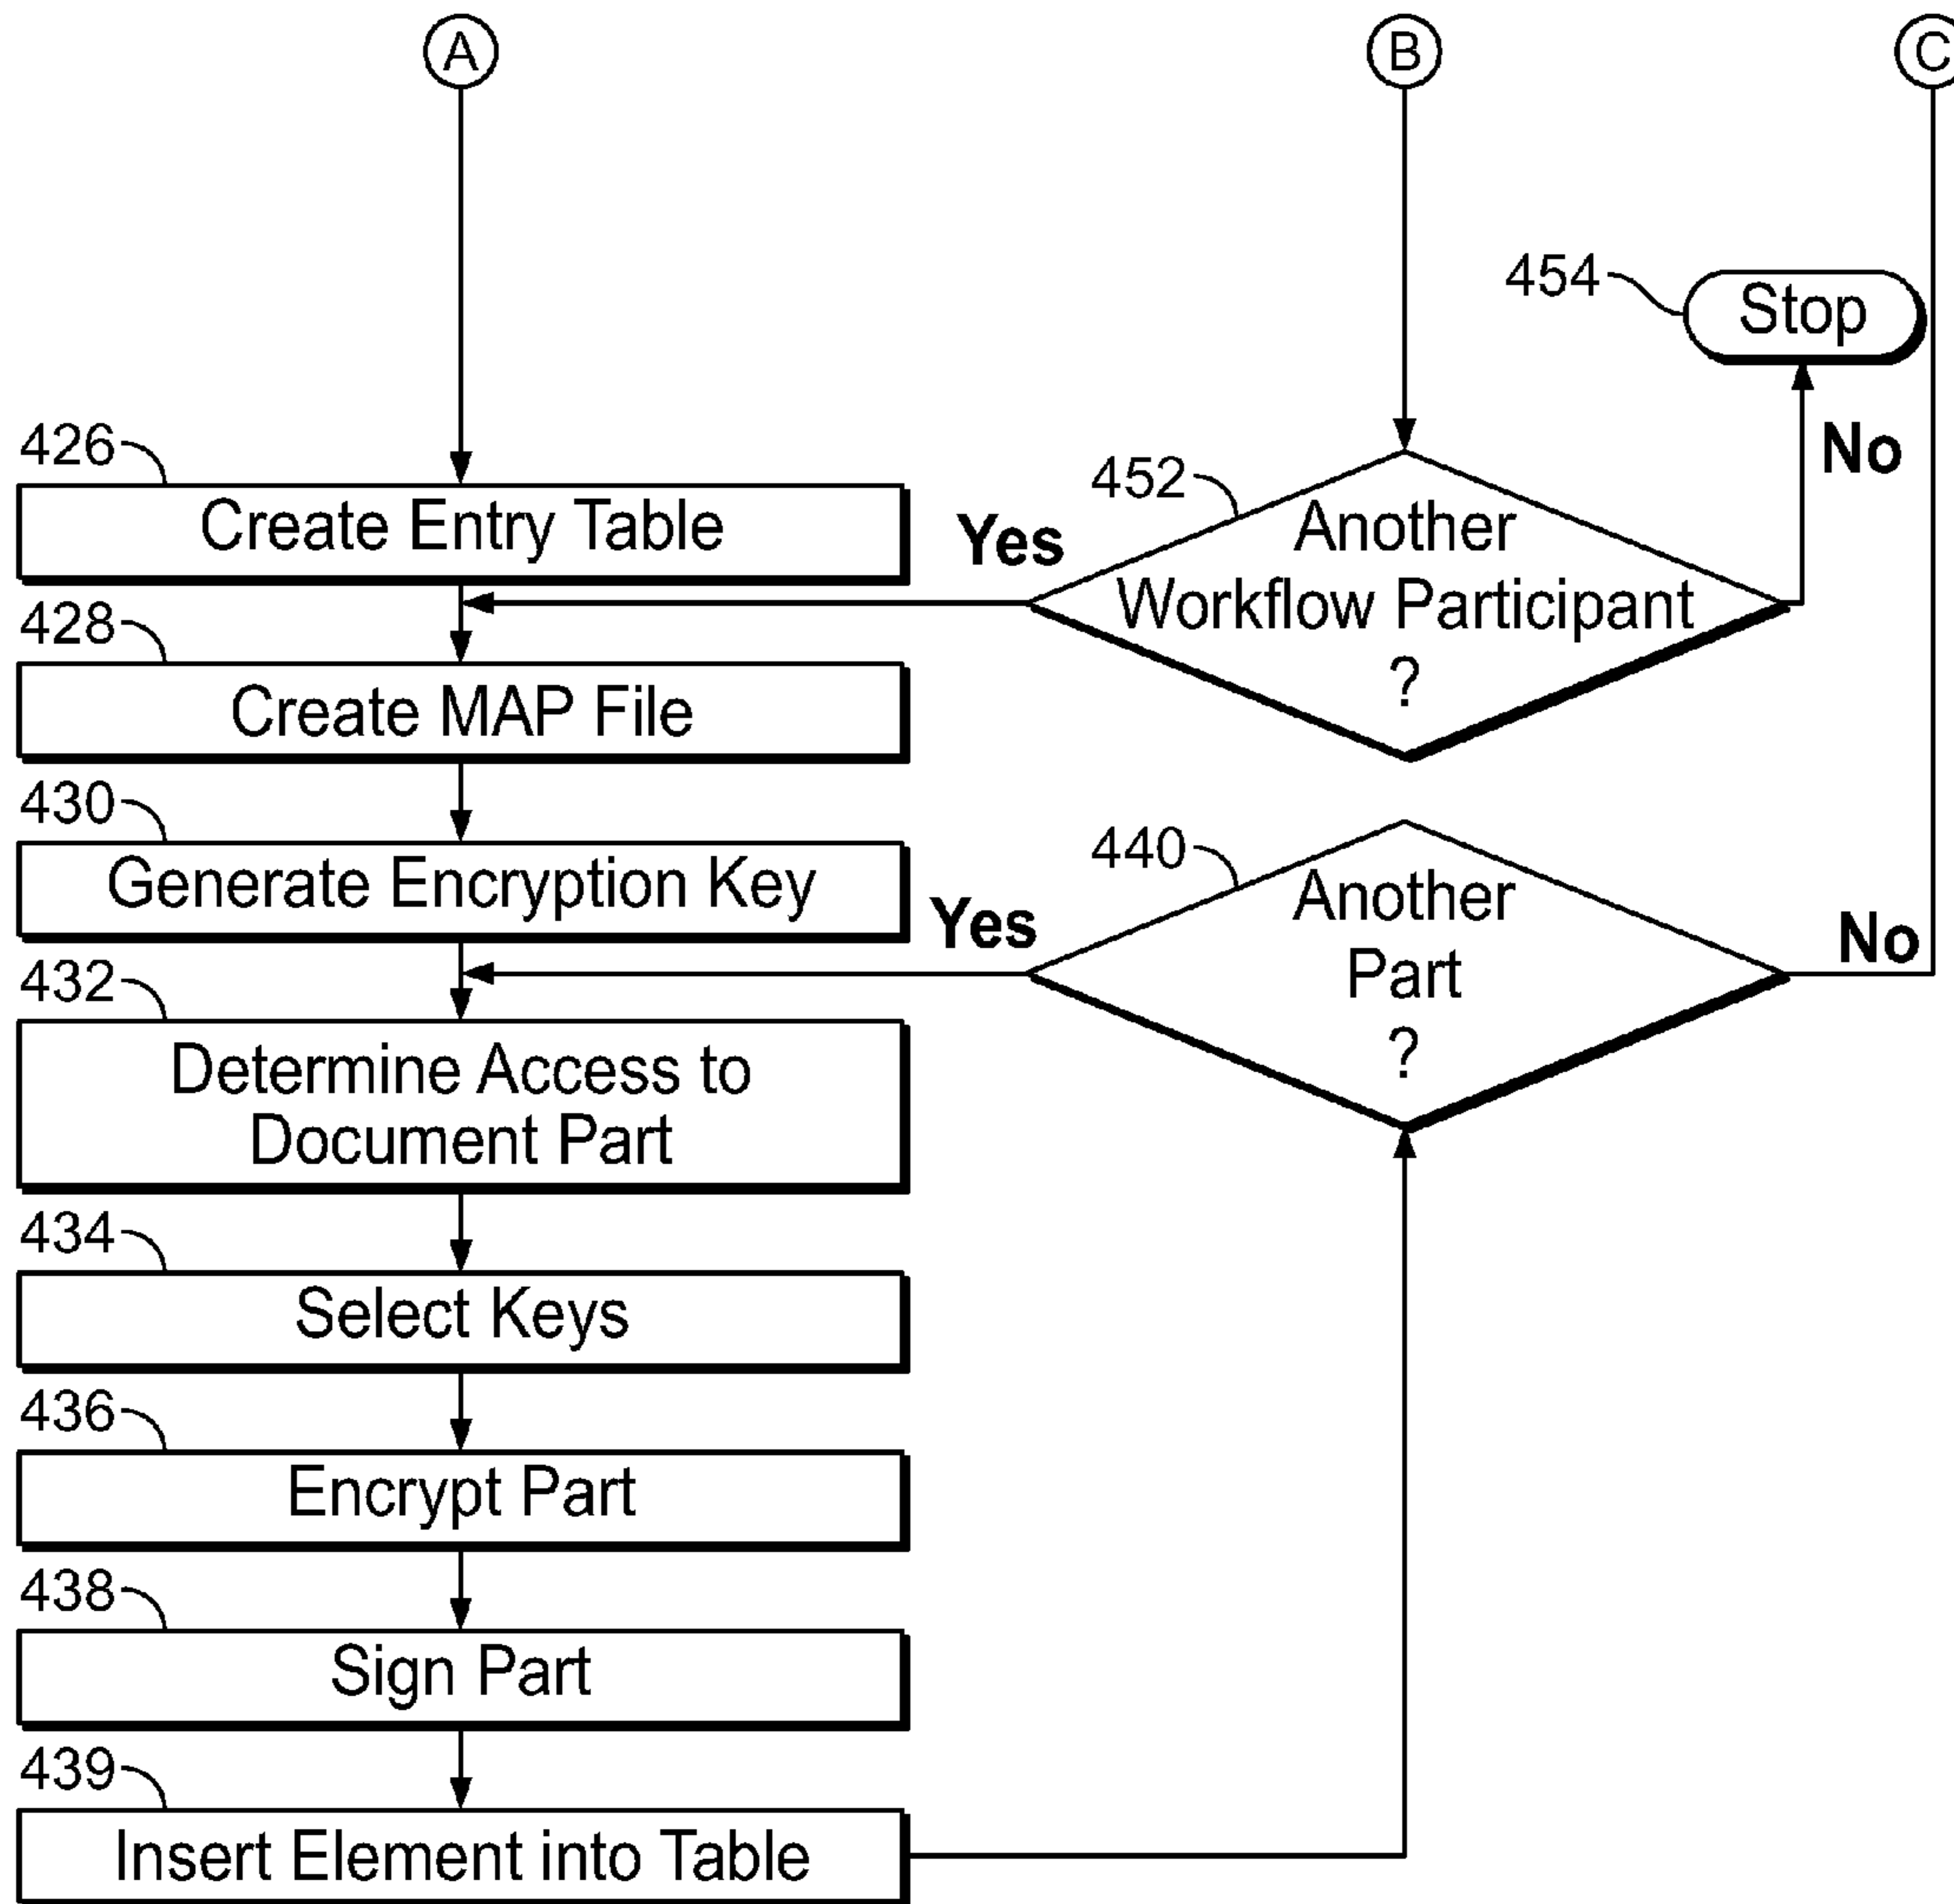 A
B
C
454
Stop
No
426
Create Entry Table
452
Yes
Another
Workflow Participant
?
428
Create MAP File
430
Generate Encryption Key
440
Yes
Another
Part
?
No
432
Determine Access to
Document Part
434
Select Keys
436
Encrypt Part
438
Sign Part
439
Insert Element into Table